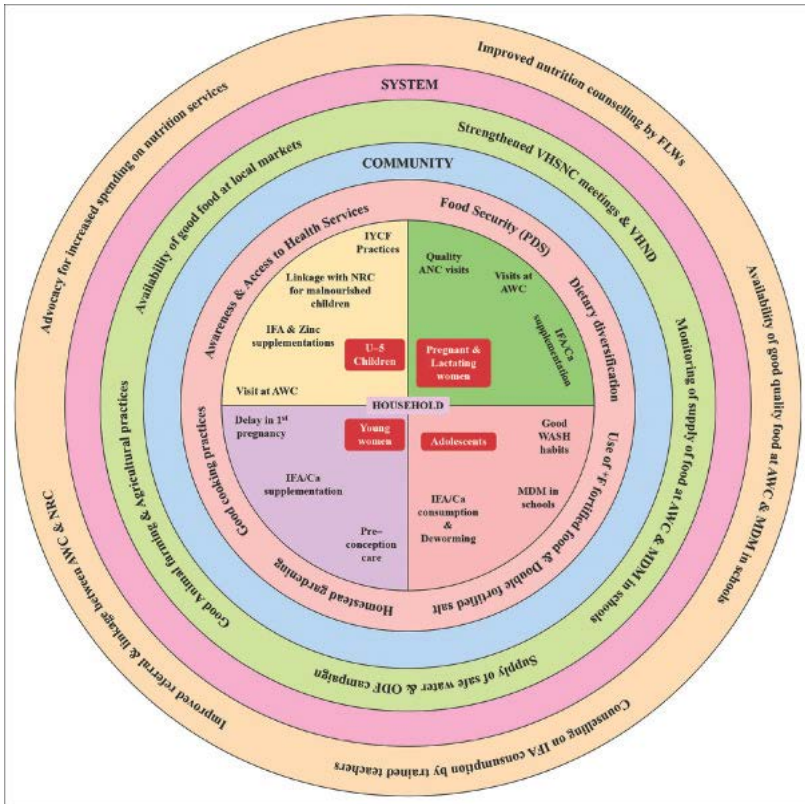 Improved nutrition counselling by FLWs
Availability of good quality food at AWC & MDM in schools
Counselling on IFA consumption by trained teachers
Improved referral & linkage between AWC & NRC
Advocacy for increased spending on nutrition services
SYSTEM
Strengthened VHSNC meetings & VHND
Monitoring of supply of food at AWC & MDM in schools
Supply of safe water & ODF campaign
Good Animal farming & Agricultural practices
Availability of good food at local markets
COMMUNITY
Food Security (PDS)
Dietary diversification
Use of +F fortified food & Double fortified salt
Homestead gardening
Good cooking practices
Awareness & Access to Health Services
IYCF
Practices
Linkage with NRC
for malnourished
children
IFA & Zinc
supplementations
U–5
Children
Visit at AWC
Quality
ANC visits
Visits at
AWC
IFA/Ca
supplementation
Pregnant &
Lactating
women
HOUSEHOLD
Delay in 1st
pregnancy
Young
women
IFA/Ca
supplementation
Pre–
conception
care
Adolescents
Good
WASH
habits
IFA/Ca
consumption
&
Deworming
MDM in
schools